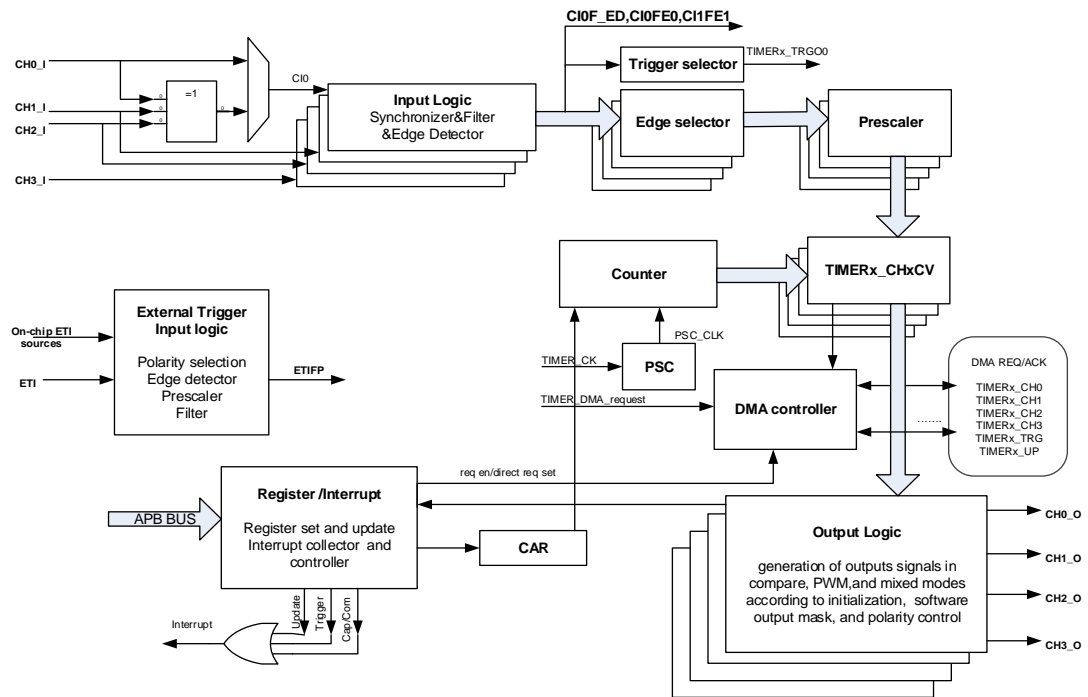 CI0F_ED,CI0FE0,CI1FE1
TIMERx_TRGO0
Trigger selector
CH0_I
CI0
=1
CH1_I
CH2_I
CH3_I
Input Logic
Synchronizer&Filter
&Edge Detector
Edge selector
Prescaler
Counter
TIMERx_CHxCV
External Trigger
Input logic
Polarity selection
Edge detector
Prescaler
Filter
On-chip ETI
sources
ETI
ETIFP
PSC_CLK
TIMER_CK
PSC
TIMER_DMA_request
DMA controller
DMA REQ/ACK
TIMERx_CH0
TIMERx_CH1
TIMERx_CH2
TIMERx_CH3
TIMERx_TRG
TIMERx_UP
........
req en/direct req set
APB BUS
Register /Interrupt
Register set and update
Interrupt collector and
controller
CAR
Output Logic
generation of outputs signals in
compare, PWM,and mixed modes
according to initialization, software
output mask, and polarity control
CH0_O
CH1_O
CH2_O
CH3_O
Update
Trigger
Cap/Com
Interrupt